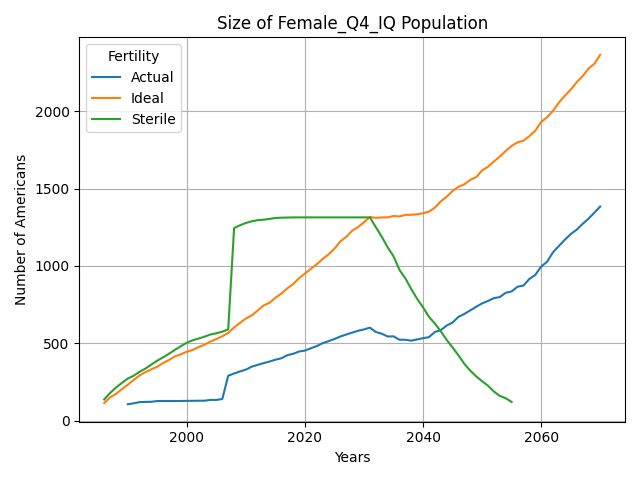 Size of Female_Q4_IQ Population
Fertility
Actual
Ideal
Sterile
Number of Americans
2000
1500
1000
500
0
2000 2020 2040 2060
Years